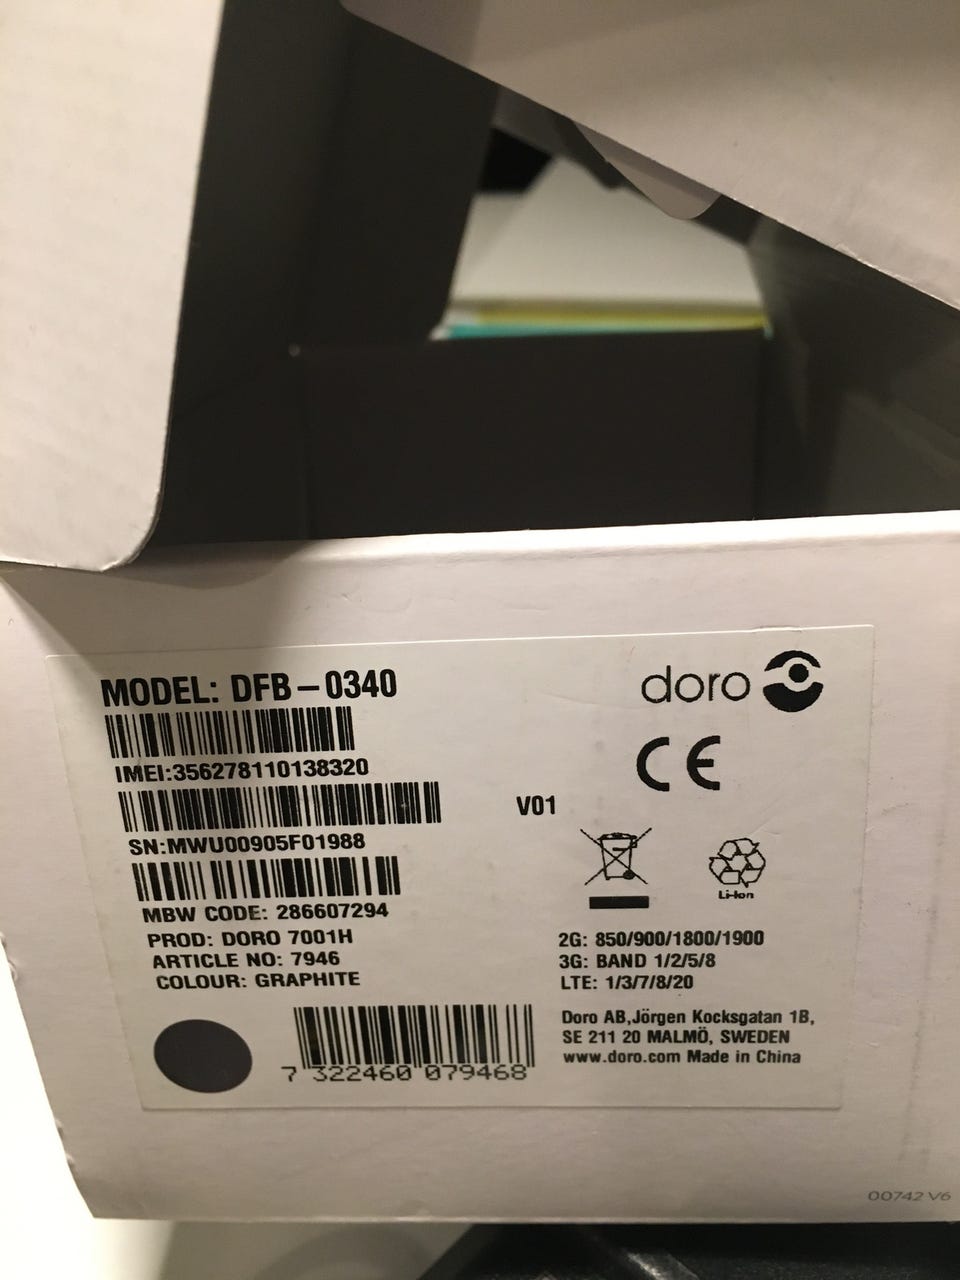 MODEL: DFB-0340
doro
CE
IMEI:356278110138320
V01
SN:MWU00905F01988
Li-Ion
MBW CODE: 286607294
PROD: DORO 7001H
ARTICLE NO: 7946
COLOUR: GRAPHITE
2G: 850/900/1800/1900
3G: BAND 1/2/5/8
LTE: 1/3/7/8/20
Doro AB,Jörgen Kocksgatan 1B,
SE 211 20 MALMÖ, SWEDEN
www.doro.com Made in China
7 322460 079468
00742 V6